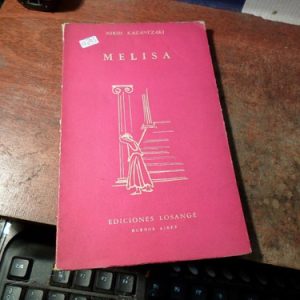 NIKOS KAZANTZAKI
MELISA
EDICIONES LOSANGE
BUENOS AIRES